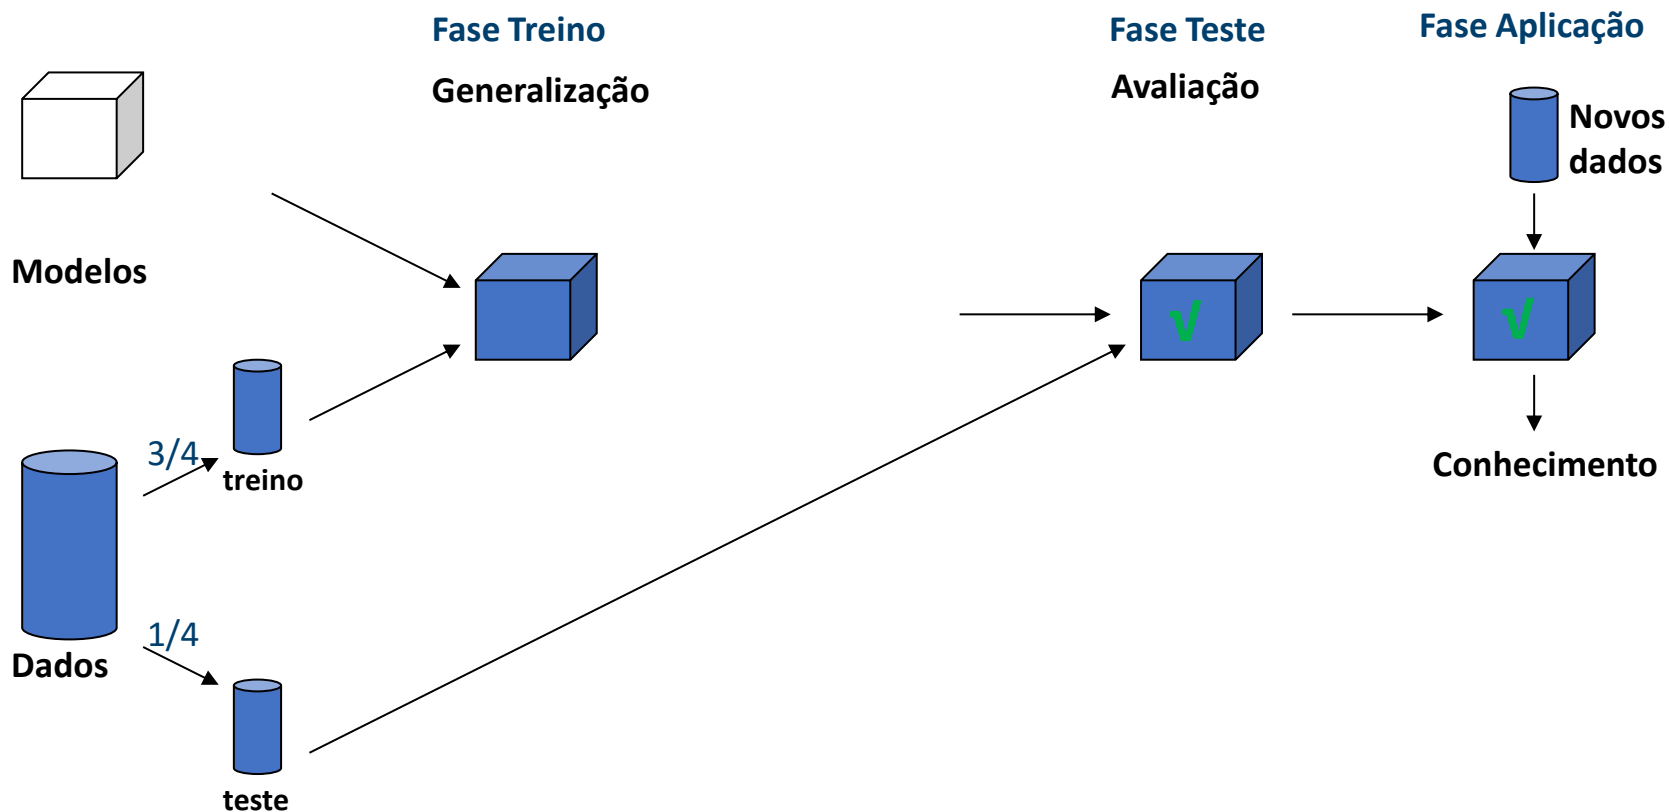 Fase Treino
Fase Teste
Fase Aplicação
Generalização
Avaliação
Novos
dados
Modelos
√
√
3/4
treino
Conhecimento
1/4
Dados
teste